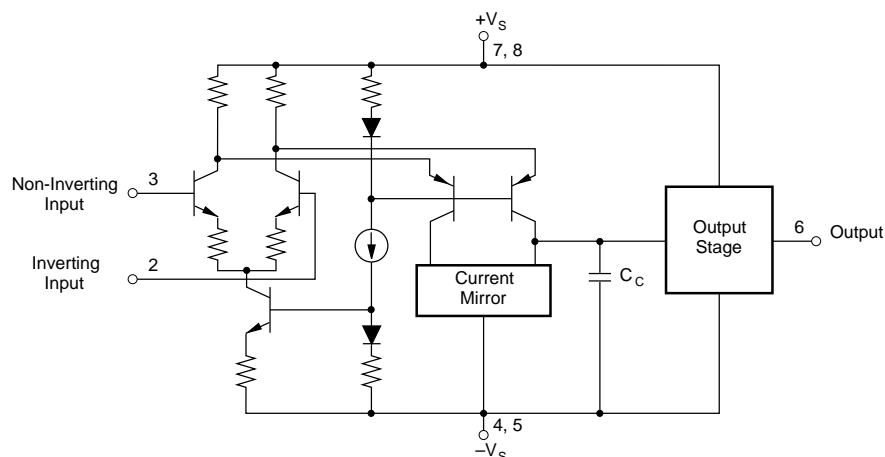 +VS
7, 8
Non-Inverting
Input
3
Inverting
Input
2
Current
Mirror
CC
Output
Stage
6
Output
4, 5
–VS